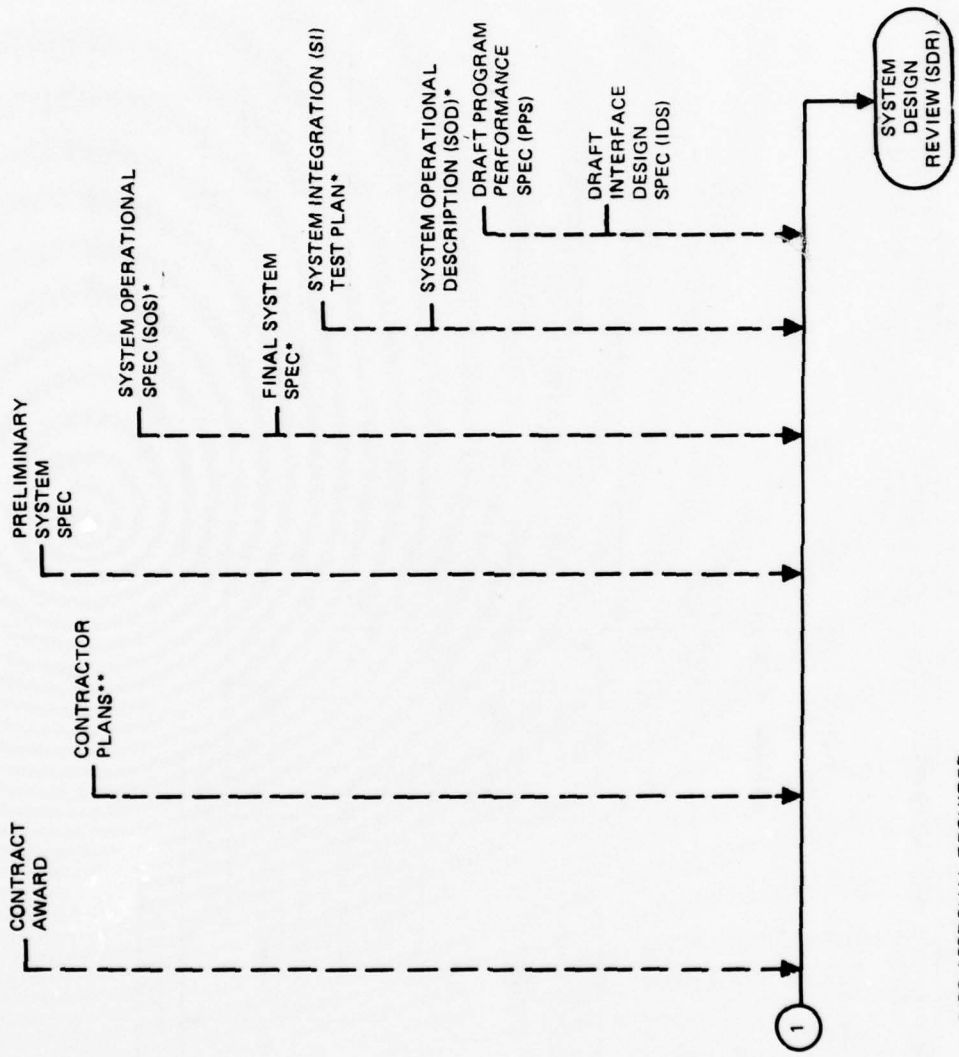 CONTRACT
AWARD
CONTRACTOR
PLANS**
PRELIMINARY
SYSTEM
SPEC
SYSTEM OPERATIONAL
SPEC (SOS)*
FINAL SYSTEM
SPEC*
SYSTEM INTEGRATION (SI)
TEST PLAN*
SYSTEM OPERATIONAL
DESCRIPTION (SOD)*
DRAFT PROGRAM
PERFORMANCE
SPEC (PPS)
DRAFT
INTERFACE
DESIGN
SPEC (IDS)
1
SYSTEM
DESIGN
REVIEW (SDR)